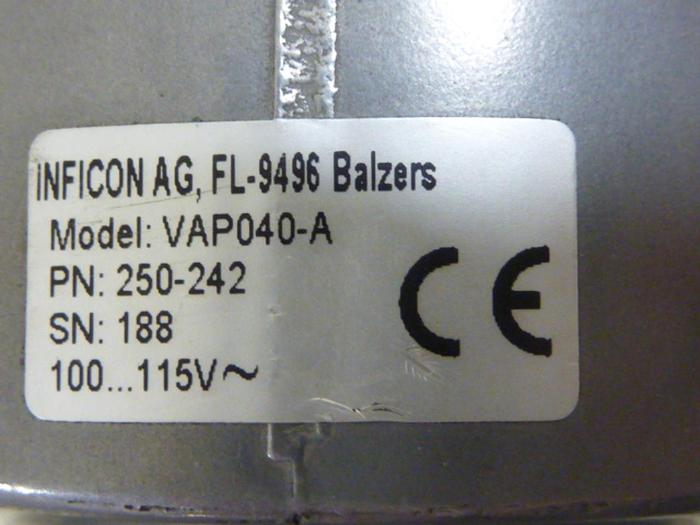 INFICON AG, FL-9496 Balzers
Model: VAP040-A
PN: 250-242
SN: 188
100...115V~
CE